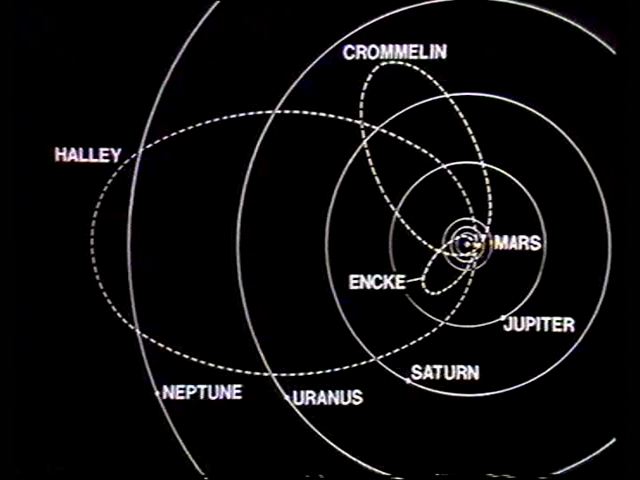 CROMMELIN
HALLEY
MARS
ENCKE
JUPITER
SATURN
NEPTUNE
URANUS